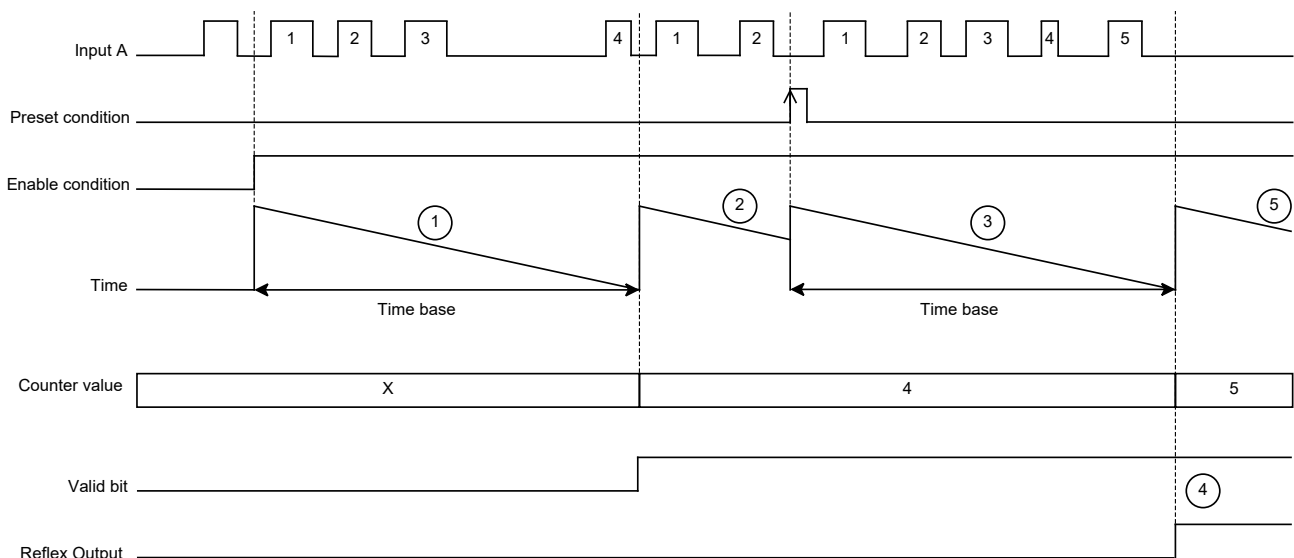 Input A
1 2 3 4 1 2 1 2 3 4 5
Preset condition
Enable condition
1 2 3 5
Time
Time base Time base
Counter value X 4 5
Valid bit
4
Reflex Output